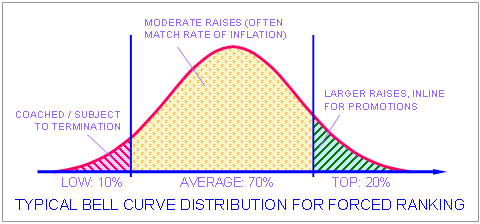 MODERATE RAISES (OFTEN
MATCH RATE OF INFLATION)
LARGER RAISES, INLINE
FOR PROMOTIONS
COACHED / SUBJECT
TO TERMINATION
LOW: 10%
AVERAGE: 70%
TOP: 20%
TYPICAL BELL CURVE DISTRIBUTION FOR FORCED RANKING